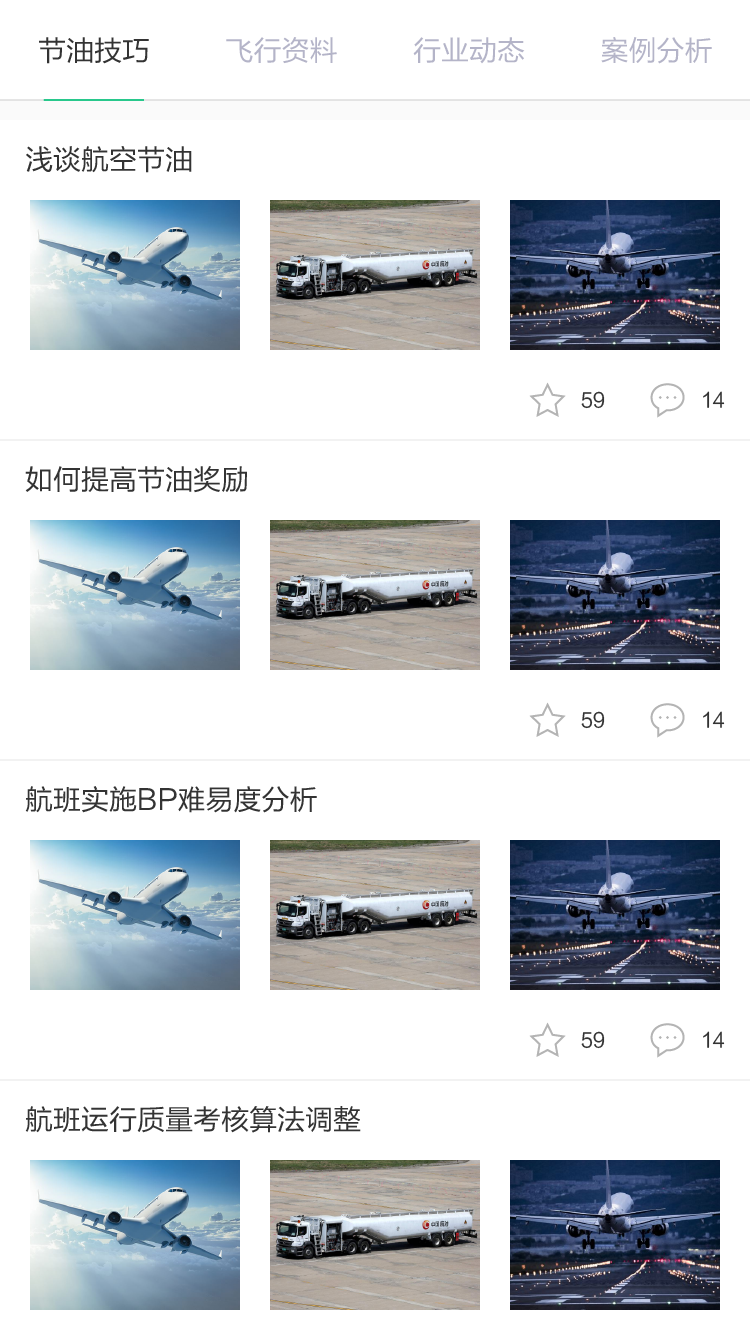 节油技巧 飞行资料 行业动态 案例分析
浅谈航空节油
59 14
如何提高节油奖励
59 14
航班实施BP难易度分析
59 14
航班运行质量考核算法调整